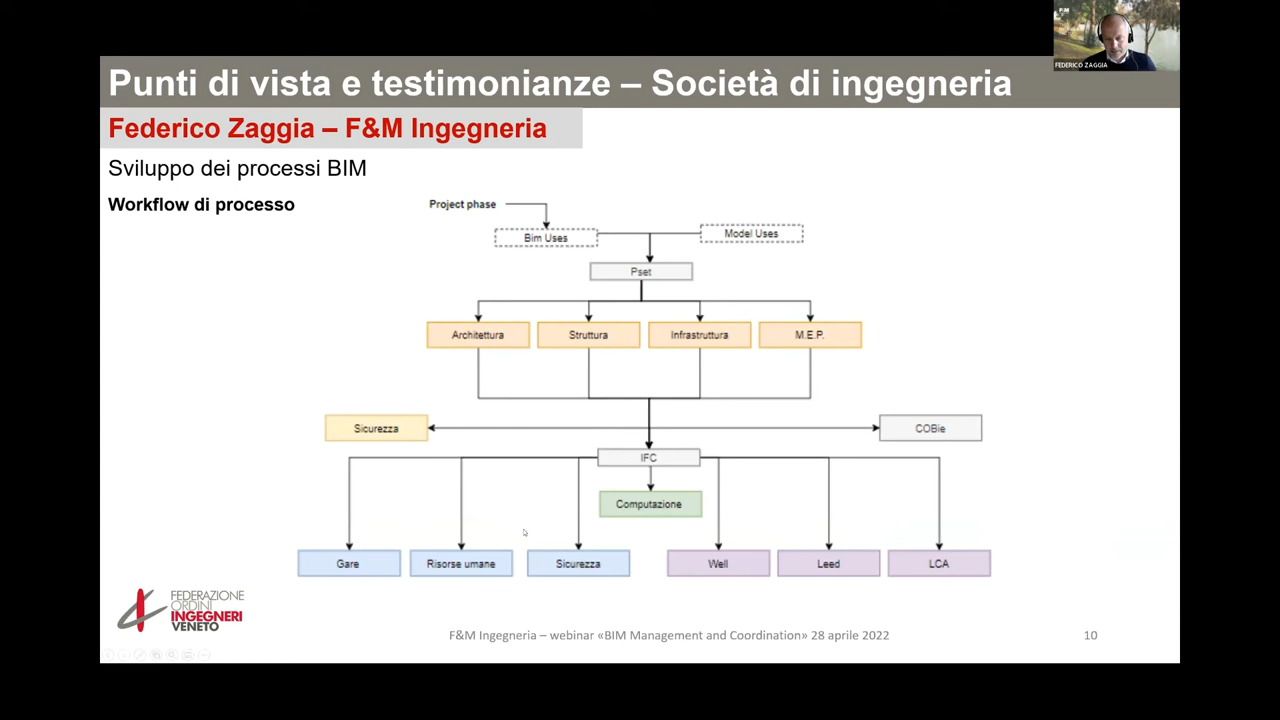 F&M
FEDERICO ZAGGIA
Punti di vista e testimonianze – Società di ingegneria
Federico Zaggia – F&M Ingegneria
Sviluppo dei processi BIM
Workflow di processo
Project phase
Bim Uses
Model Uses
Pset
Architettura
Struttura
Infrastruttura
M.E.P.
Sicurezza
COBie
IFC
Computazione
Gare
Risorse umane
Sicurezza
Well
Leed
LCA
FEDERAZIONE
ORDINI
INGEGNERI
VENETO
F&M Ingegneria – webinar «BIM Management and Coordination» 28 aprile 2022
10